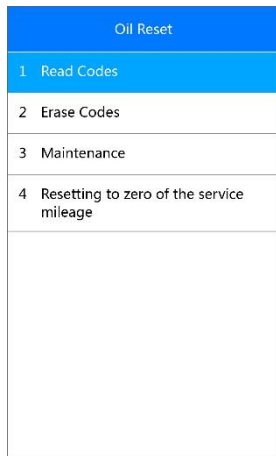 Oil Reset
1 Read Codes
2 Erase Codes
3 Maintenance
4 Resetting to zero of the service
mileage